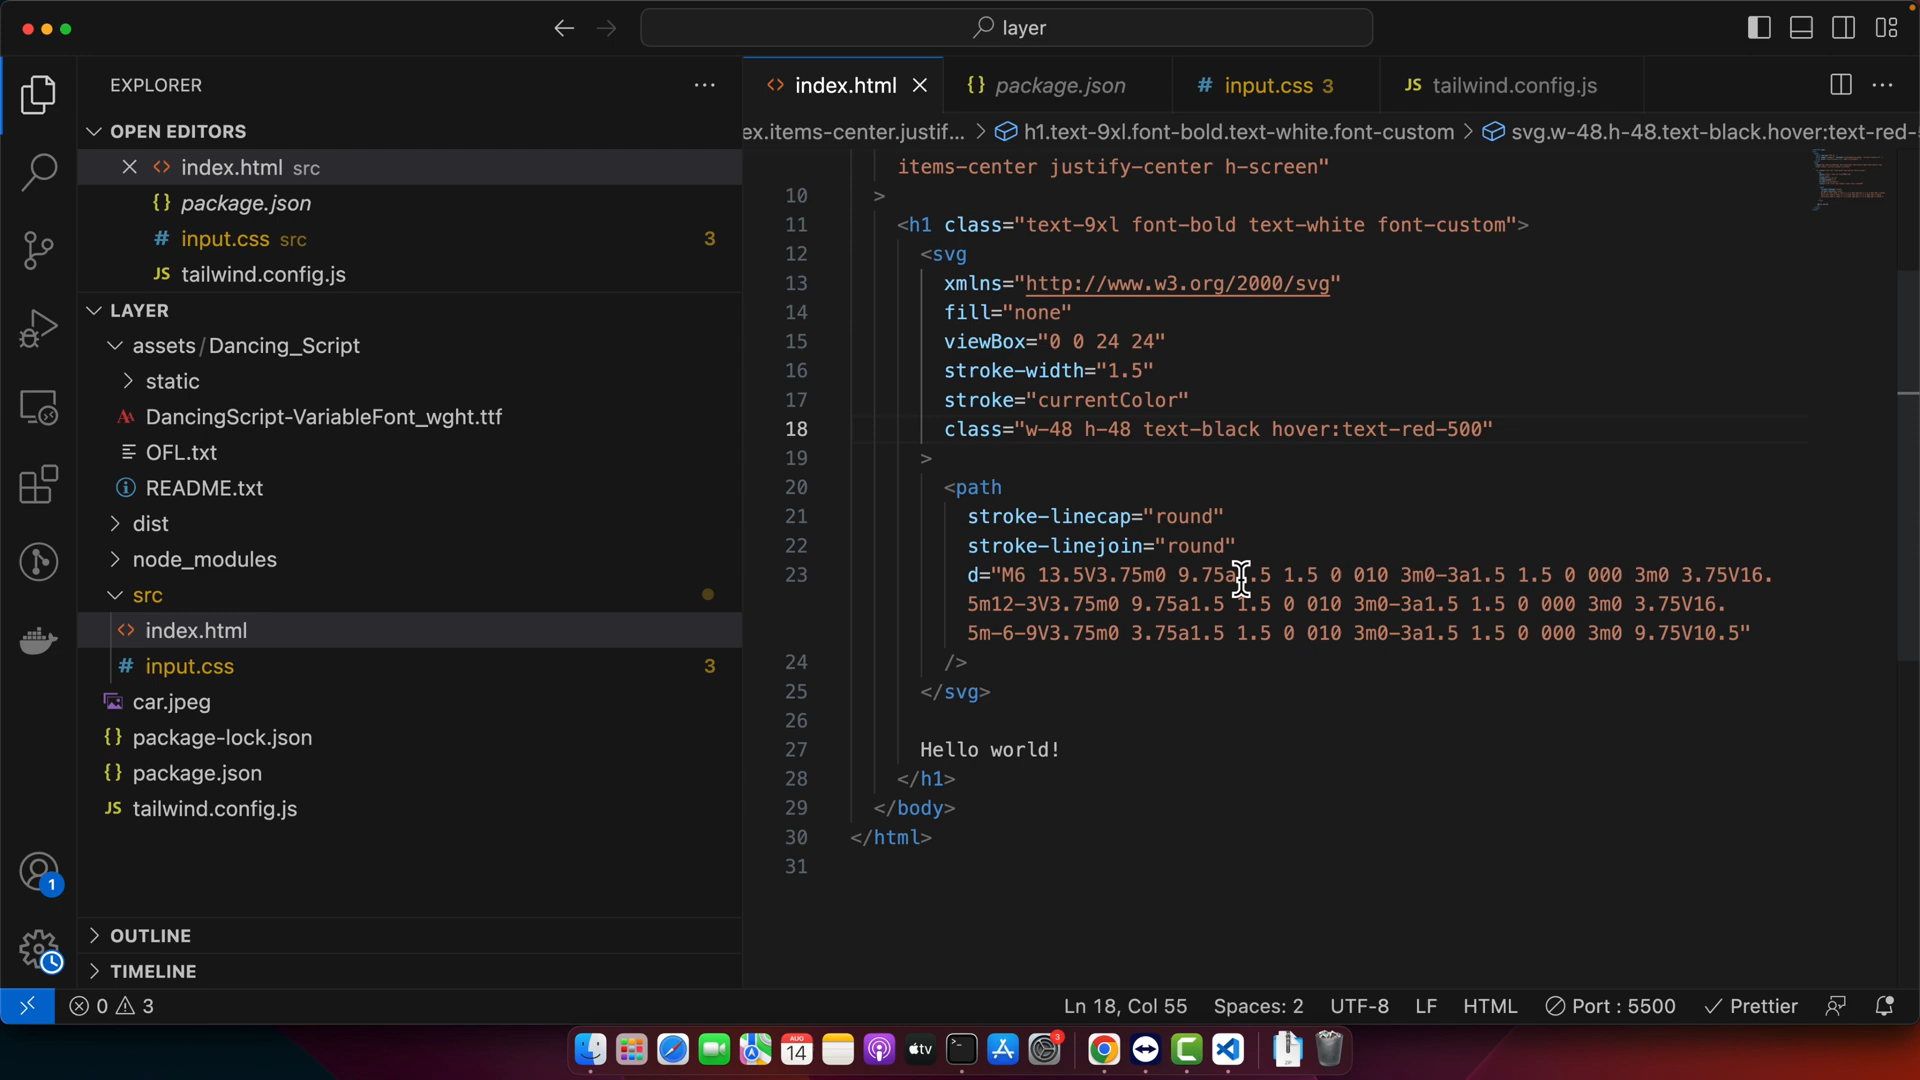 layer
EXPLORER
OPEN EDITORS
index.html src
package.json
input.css src 3
tailwind.config.js
LAYER
assets / Dancing_Script
static
DancingScript-VariableFont_wght.ttf
OFL.txt
README.txt
dist
node_modules
src
index.html
input.css 3
car.jpeg
package-lock.json
package.json
tailwind.config.js
OUTLINE
TIMELINE
1
index.html
package.json
input.css 3
tailwind.config.js
ex.items-center.justif... > h1.text-9xl.font-bold.text-white.font-custom > svg.w-48.h-48.text-black.hover:text-red-5
items-center justify-center h-screen"
10 >
11 <h1 class="text-9xl font-bold text-white font-custom">
12 <svg
13 xmlns="http://www.w3.org/2000/svg"
14 fill="none"
15 viewBox="0 0 24 24"
16 stroke-width="1.5"
17 stroke="currentColor"
18 class="w-48 h-48 text-black hover:text-red-500"
19 >
20 <path
21 stroke-linecap="round"
22 stroke-linejoin="round"
23 d="M6 13.5V3.75m0 9.75a1.5 1.5 0 010 3m0-3a1.5 1.5 0 000 3m0 3.75V16.
5m12-3V3.75m0 9.75a1.5 1.5 0 010 3m0-3a1.5 1.5 0 000 3m0 3.75V16.
5m-6-9V3.75m0 3.75a1.5 1.5 0 010 3m0-3a1.5 1.5 0 000 3m0 9.75V10.5"
24 />
25 </svg>
26
27 Hello world!
28 </h1>
29 </body>
30 </html>
31
0 3
Ln 18, Col 55
Spaces: 2
UTF-8
LF
HTML
Port : 5500
Prettier
AUG
14
tv
3
ZIP